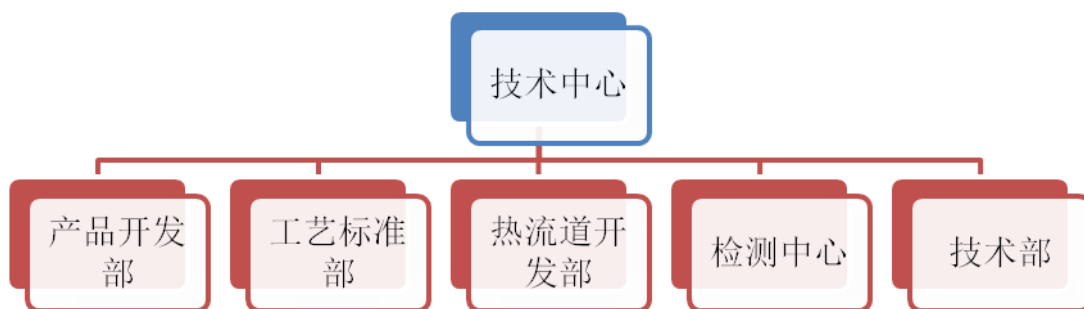 技术中心
产品开发
部
工艺标准
部
热流道开
发部
检测中心
技术部